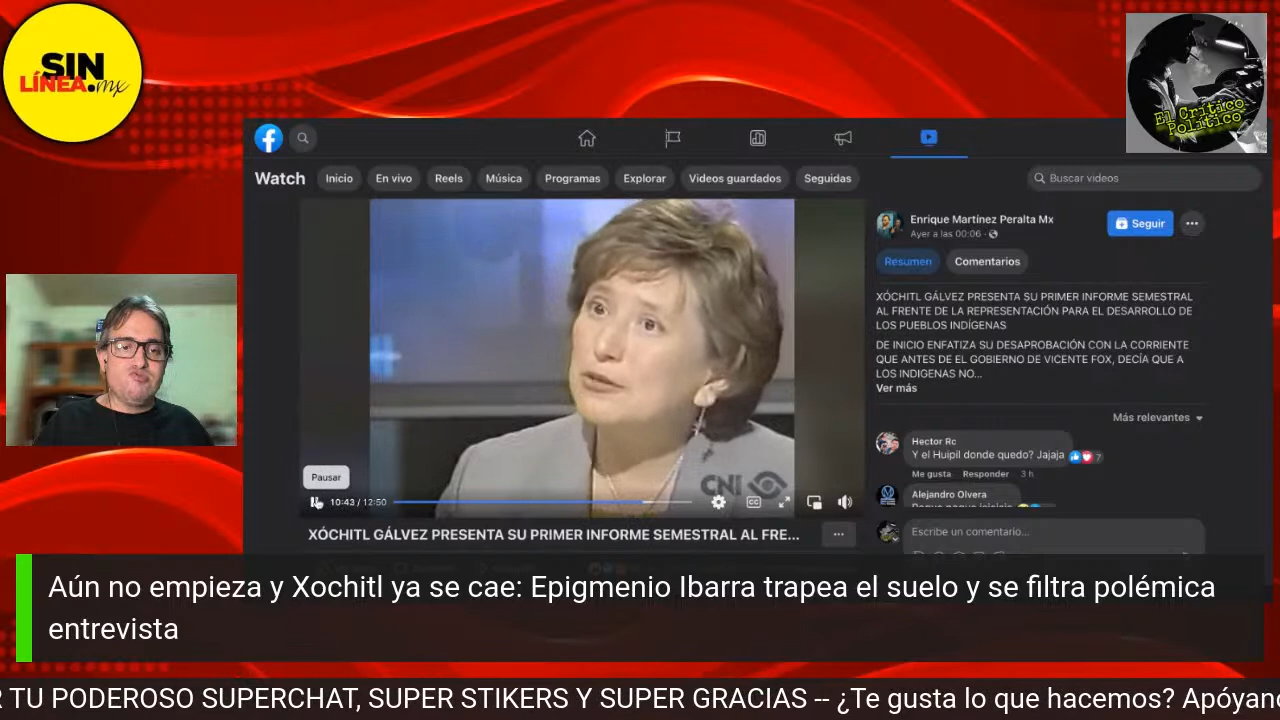 SIN
LÍNEA.mx
El Crítico
Político
Watch
Inicio
En vivo
Reels
Música
Programas
Explorar
Videos guardados
Seguidas
Buscar videos
Enrique Martínez Peralta Mx
Ayer a las 00:06
Seguir
Resumen
Comentarios
XÓCHITL GÁLVEZ PRESENTA SU PRIMER INFORME SEMESTRAL
AL FRENTE DE LA REPRESENTACIÓN PARA EL DESARROLLO DE
LOS PUEBLOS INDÍGENAS
DE INICIO ENFATIZA SU DESAPROBACIÓN CON LA CORRIENTE
QUE ANTES DE EL GOBIERNO DE VICENTE FOX, DECÍA QUE A
LOS INDIGENAS NO...
Ver más
Más relevantes
Hector Rc
Y el Huipil donde quedo? Jajaja
7
Me gusta Responder 3 h
Alejandro Olvera
Escribe un comentario...
CNI
Pausar
10:43 / 12:50
CC
XÓCHITL GÁLVEZ PRESENTA SU PRIMER INFORME SEMESTRAL AL FRE...
Aún no empieza y Xochitl ya se cae: Epigmenio Ibarra trapea el suelo y se filtra polémica
entrevista
R TU PODEROSO SUPERCHAT, SUPER STIKERS Y SUPER GRACIAS -- ¿Te gusta lo que hacemos? Apóyano